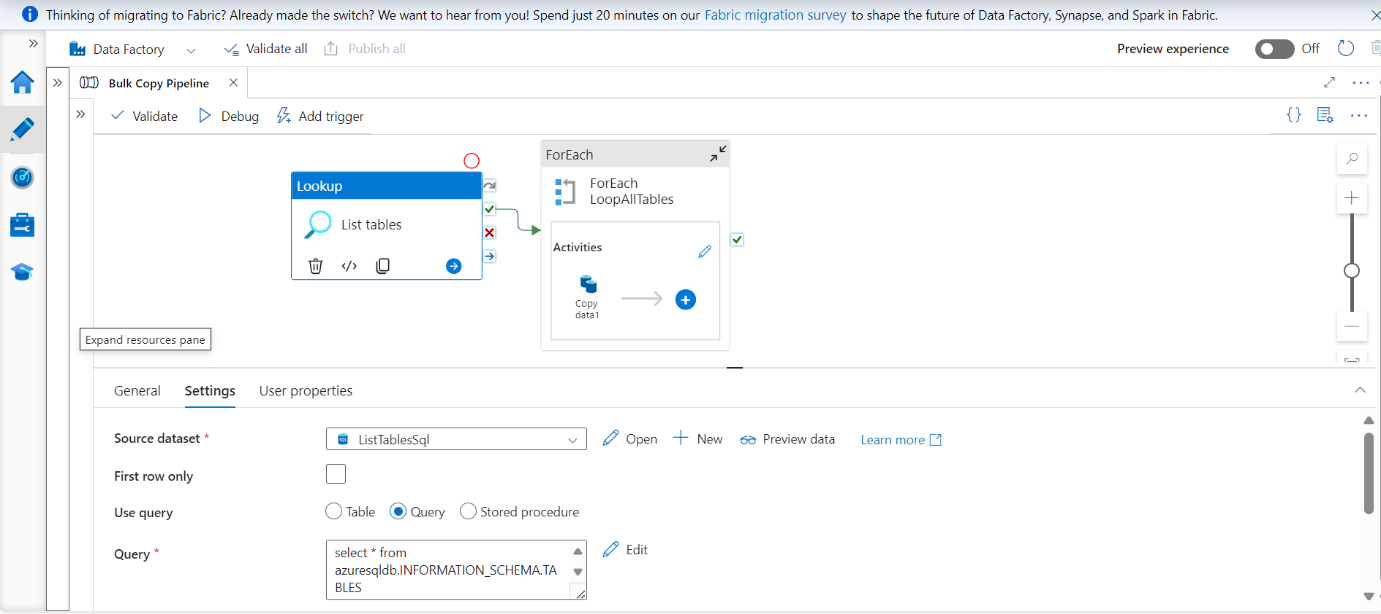 Thinking of migrating to Fabric? Already made the switch? We want to hear from you! Spend just 20 minutes on our Fabric migration survey to shape the future of Data Factory, Synapse, and Spark in Fabric.
Data Factory Validate all Publish all Preview experience Off
Bulk Copy Pipeline
Validate Debug Add trigger
Lookup
List tables
ForEach
ForEach
LoopAllTables
Activities
Copy
data1
Expand resources pane
General Settings User properties
Source dataset * ListTablesSql Open New Preview data Learn more
First row only
Use query Table Query Stored procedure
Query * select * from
azuresqldb.INFORMATION_SCHEMA.TA
BLES
Edit